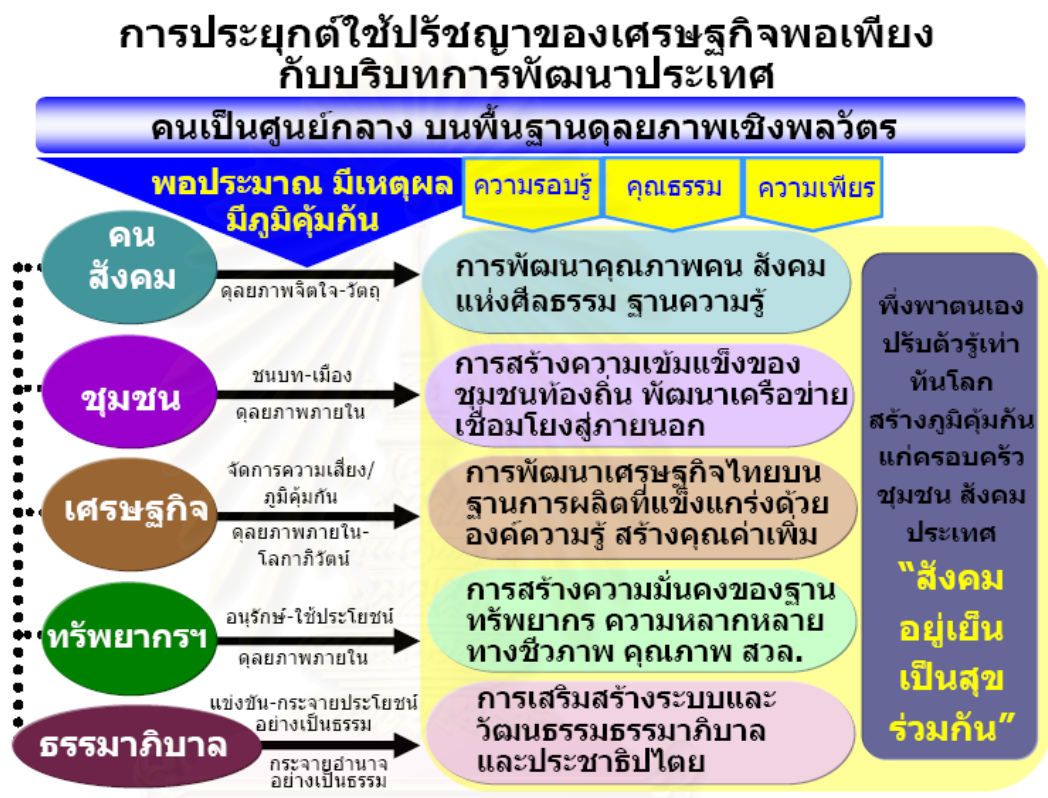 การประยุกต์ใช้ปรัชญาของเศรษฐกิจพอเพียง
กับบริบทการพัฒนาประเทศ
คนเป็นศูนย์กลาง บนพื้นฐานดุลยภาพเชิงพลวัตร
พอประมาณ มีเหตุผล
มีภูมิคุ้มกัน
ความรอบรู้
คุณธรรม
ความเพียร
คน
สังคม
ดุลยภาพจิตใจ-วัตถุ
การพัฒนาคุณภาพคน สังคม
แห่งศีลธรรม ฐานความรู้
ชุมชน
ชนบท-เมือง
ดุลยภาพภายใน
การสร้างความเข้มแข็งของ
ชุมชนท้องถิ่น พัฒนาเครือข่าย
เชื่อมโยงสู่ภายนอก
เศรษฐกิจ
จัดการความเสี่ยง/
ภูมิคุ้มกัน
ดุลยภาพภายใน-
โลกาภิวัตน์
การพัฒนาเศรษฐกิจไทยบน
ฐานการผลิตที่แข็งแกร่งด้วย
องค์ความรู้ สร้างคุณค่าเพิ่ม
ทรัพยากรฯ
อนุรักษ์-ใช้ประโยชน์
ดุลยภาพภายใน
การสร้างความมั่นคงของฐาน
ทรัพยากร ความหลากหลาย
ทางชีวภาพ คุณภาพ สวล.
ธรรมาภิบาล
แข่งขัน-กระจายประโยชน์
อย่างเป็นธรรม
กระจายอำนาจ
อย่างเป็นธรรม
การเสริมสร้างระบบและ
วัฒนธรรมธรรมาภิบาล
และประชาธิปไตย
พึ่งพาตนเอง
ปรับตัวรู้เท่า
ทันโลก
สร้างภูมิคุ้มกัน
แก่ครอบครัว
ชุมชน สังคม
ประเทศ
“สังคม
อยู่เย็น
เป็นสุข
ร่วมกัน”